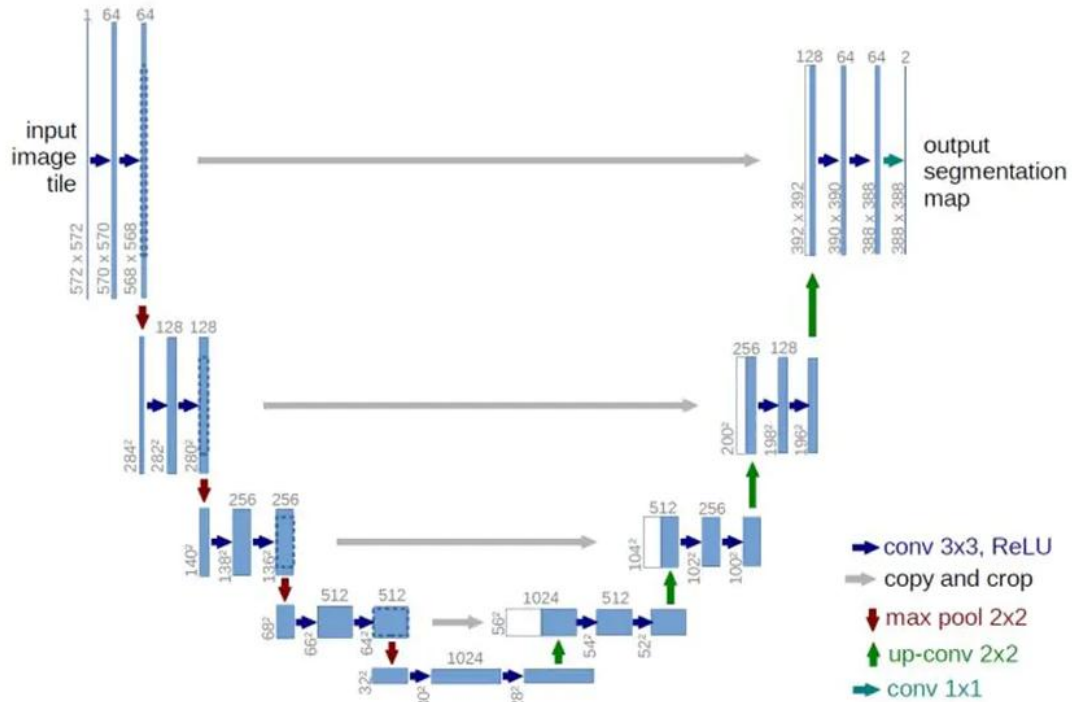 1
64
64
input
image
tile
572 x 572
570 x 570
568 x 568
128
64
64
2
output
segmentation
map
392 x 392
390 x 390
388 x 388
388 x 388
128
128
284²
282²
280²
256
128
200²
198²
196²
256
256
140²
138²
136²
512
256
104²
102²
100²
512
512
68²
66²
64²
1024
512
56²
54²
52²
1024
32²
conv 3x3, ReLU
copy and crop
max pool 2x2
up-conv 2x2
conv 1x1